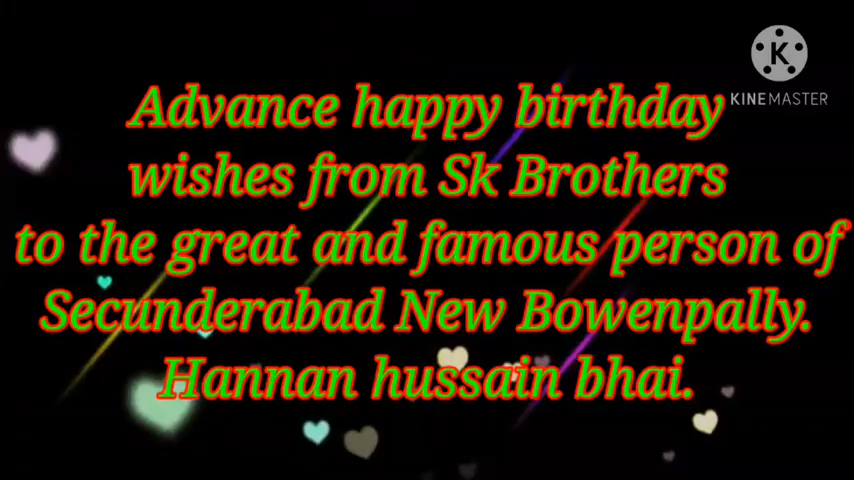 K
KINEMASTER
Advance happy birthday
wishes from Sk Brothers
to the great and famous person of
Secunderabad New Bowenpally.
Hannan hussain bhai.